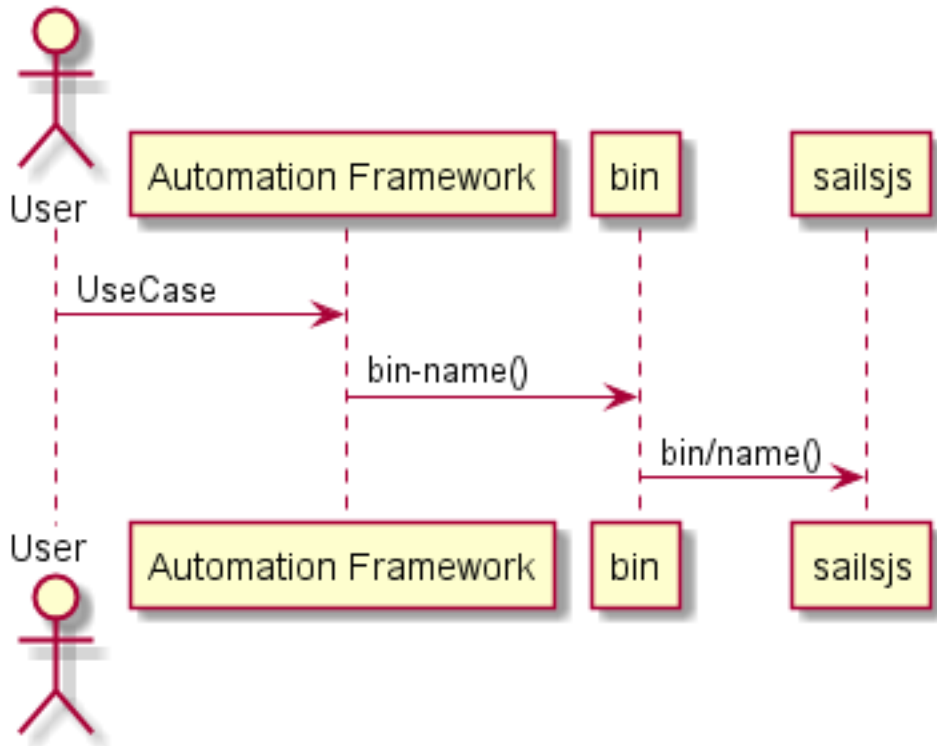 User
Automation Framework
bin
sailsjs
UseCase
bin-name()
bin/name()
User
Automation Framework
bin
sailsjs